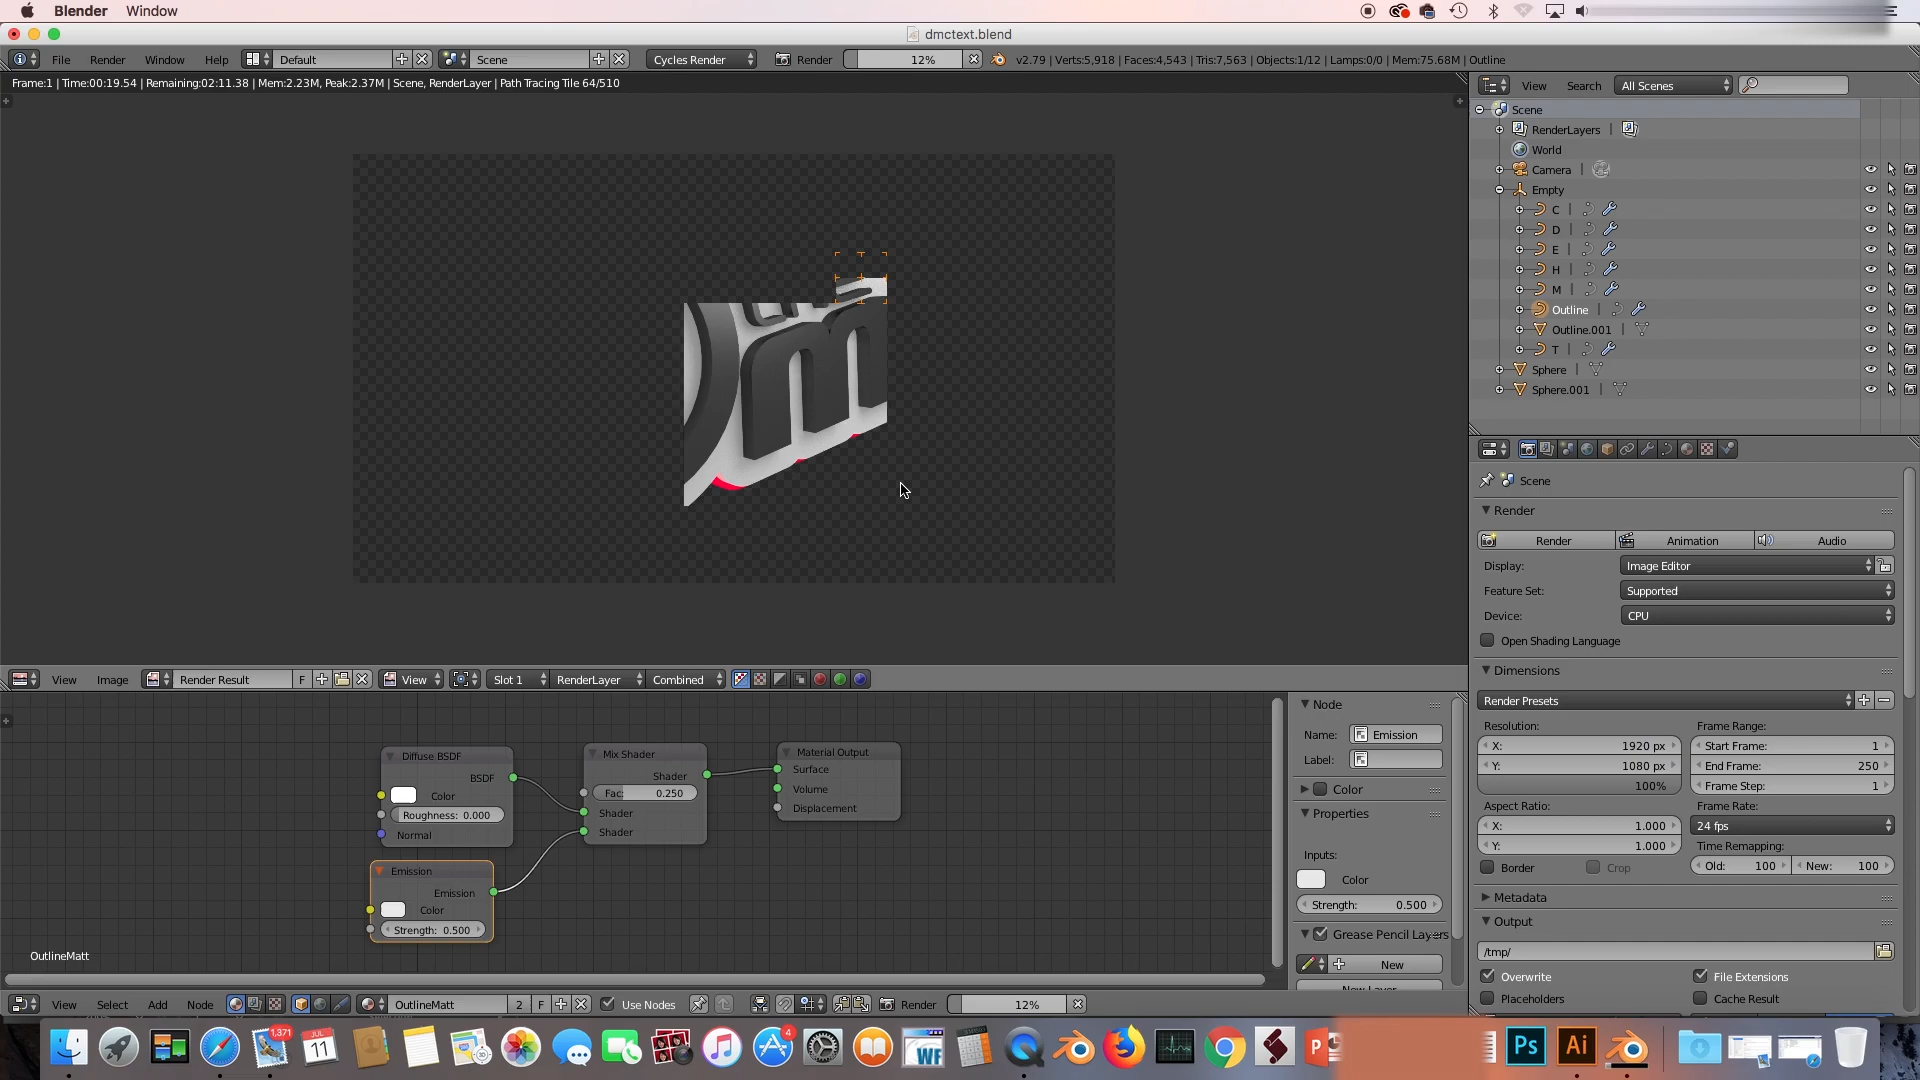 Blender Window
dmctext.blend
File Render Window Help Default Scene Cycles Render Render 12% v2.79 | Verts:5,918 | Faces:4,543 | Tris:7,563 | Objects:1/12 | Lamps:0/0 | Mem:75.68M | Outline
Frame:1 | Time:00:19.54 | Remaining:02:11.38 | Mem:2.23M, Peak:2.37M | Scene, RenderLayer | Path Tracing Tile 64/510
View Search All Scenes
Scene
RenderLayers |
World
Camera |
Empty
C |
D |
E |
H |
M |
Outline |
Outline.001 |
T |
Sphere |
Sphere.001 |
m
Scene
Render
Render Animation Audio
Display: Image Editor
Feature Set: Supported
Device: CPU
Open Shading Language
Dimensions
Render Presets
Resolution: Frame Range:
X: 1920 px Start Frame: 1
Y: 1080 px End Frame: 250
100% Frame Step: 1
Aspect Ratio: Frame Rate:
X: 1.000 24 fps
Y: 1.000 Time Remapping:
Border Crop Old: 100 New: 100
Metadata
Output
/tmp/
Overwrite File Extensions
Placeholders Cache Result
View Image Render Result F View Slot 1 RenderLayer Combined
Diffuse BSDF
BSDF
Color
Roughness: 0.000
Normal
Emission
Emission
Color
Strength: 0.500
Mix Shader
Shader
Fac: 0.250
Shader
Shader
Material Output
Surface
Volume
Displacement
OutlineMatt
Node
Name: Emission
Label:
Color
Properties
Inputs:
Color
Strength: 0.500
Grease Pencil Layers
New
New Layer
View Select Add Node OutlineMatt 2 F Use Nodes Render 12%
1,371
JUL
11
4
WF
P
Ps
Ai